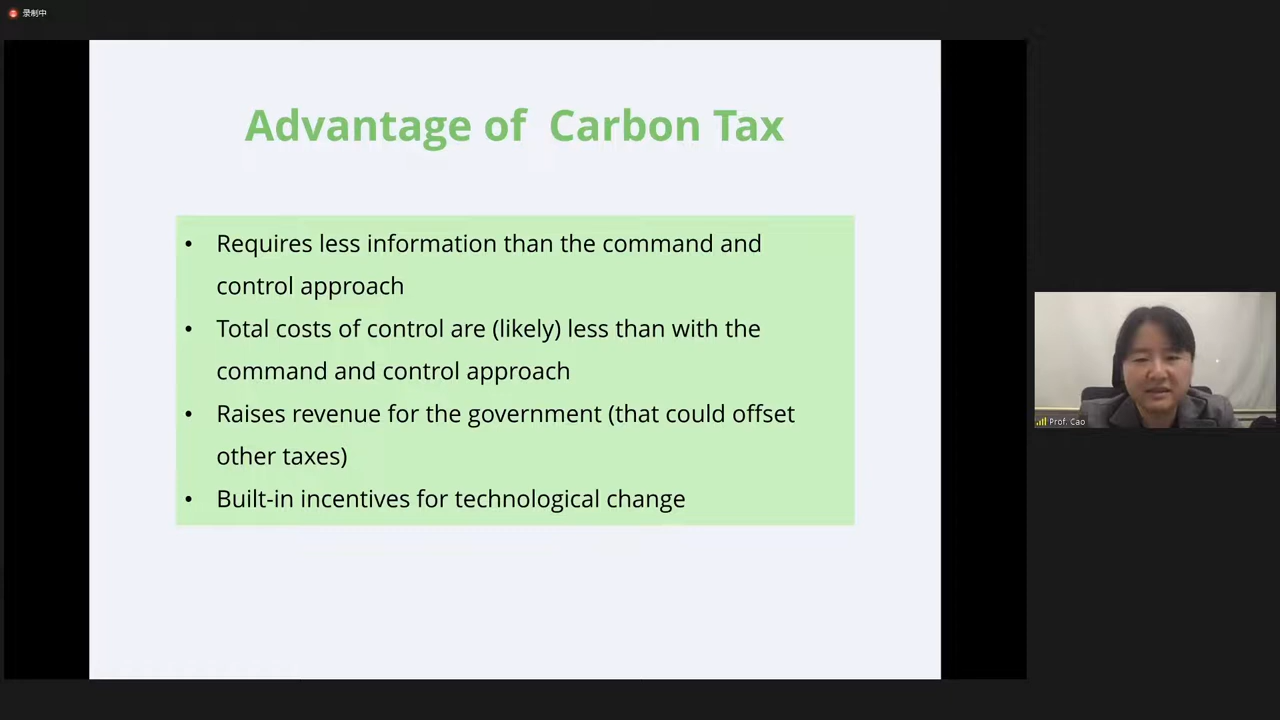 录制中
Advantage of Carbon Tax
• Requires less information than the command and
control approach
• Total costs of control are (likely) less than with the
command and control approach
• Raises revenue for the government (that could offset
other taxes)
• Built-in incentives for technological change
Prof. Cao